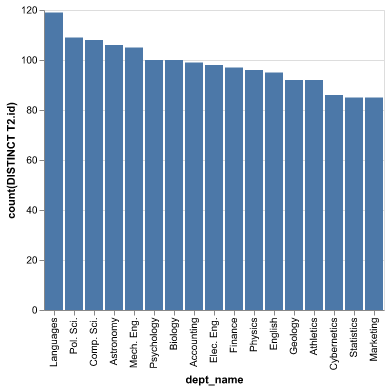 120
100
80
60
40
20
0
count(DISTINCT T2.id)
Languages
Pol. Sci.
Comp. Sci.
Astronomy
Mech. Eng.
Psychology
Biology
Accounting
Elec. Eng.
Finance
Physics
English
Geology
Athletics
Cybernetics
Statistics
Marketing
dept_name